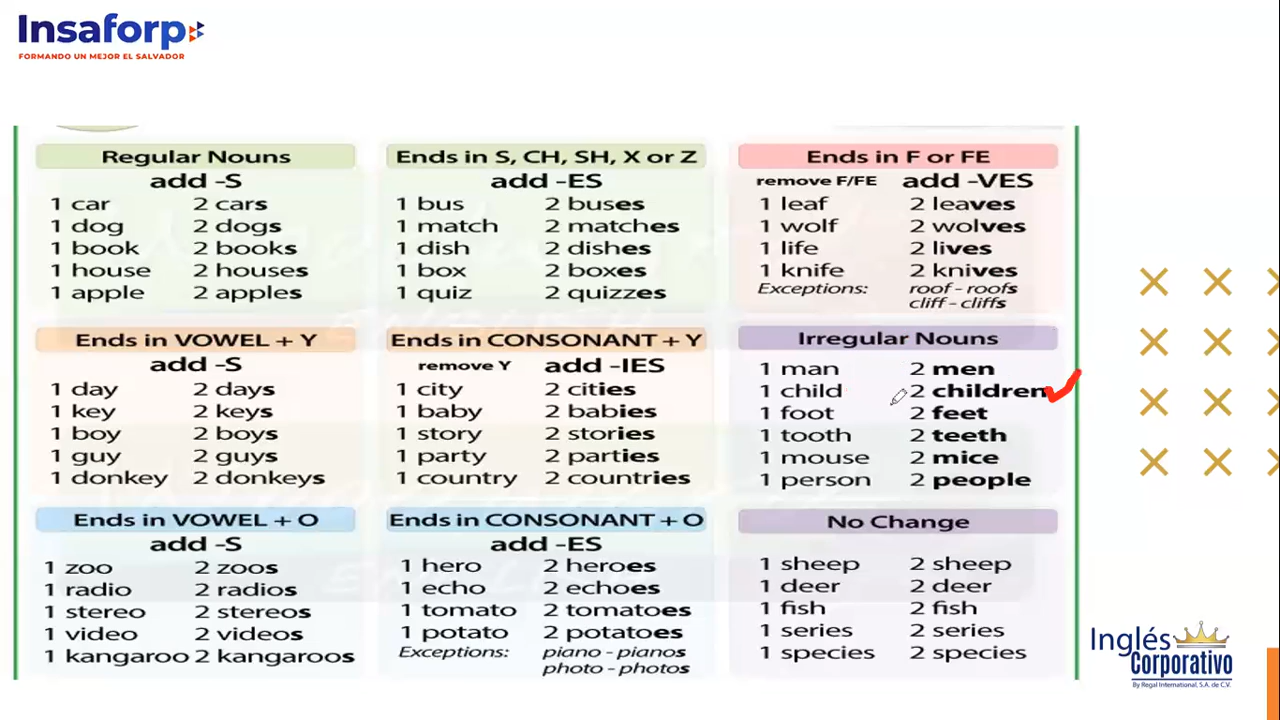 Insaforp
FORMANDO UN MEJOR EL SALVADOR
Regular Nouns
add -S
1 car 2 cars
1 dog 2 dogs
1 book 2 books
1 house 2 houses
1 apple 2 apples
Ends in S, CH, SH, X or Z
add -ES
1 bus 2 buses
1 match 2 matches
1 dish 2 dishes
1 box 2 boxes
1 quiz 2 quizzes
Ends in F or FE
remove F/FE add -VES
1 leaf 2 leaves
1 wolf 2 wolves
1 life 2 lives
1 knife 2 knives
Exceptions: roof - roofs
cliff - cliffs
Ends in VOWEL + Y
add -S
1 day 2 days
1 key 2 keys
1 boy 2 boys
1 guy 2 guys
1 donkey 2 donkeys
Ends in CONSONANT + Y
remove Y add -IES
1 city 2 cities
1 baby 2 babies
1 story 2 stories
1 party 2 parties
1 country 2 countries
Irregular Nouns
1 man 2 men
1 child 2 children
1 foot 2 feet
1 tooth 2 teeth
1 mouse 2 mice
1 person 2 people
Ends in VOWEL + O
add -S
1 zoo 2 zoos
1 radio 2 radios
1 stereo 2 stereos
1 video 2 videos
1 kangaroo 2 kangaroos
Ends in CONSONANT + O
add -ES
1 hero 2 heroes
1 echo 2 echoes
1 tomato 2 tomatoes
1 potato 2 potatoes
Exceptions: piano - pianos
photo - photos
No Change
1 sheep 2 sheep
1 deer 2 deer
1 fish 2 fish
1 series 2 series
1 species 2 species
Inglés
Corporativo
By Regal International, S.A. de C.V.